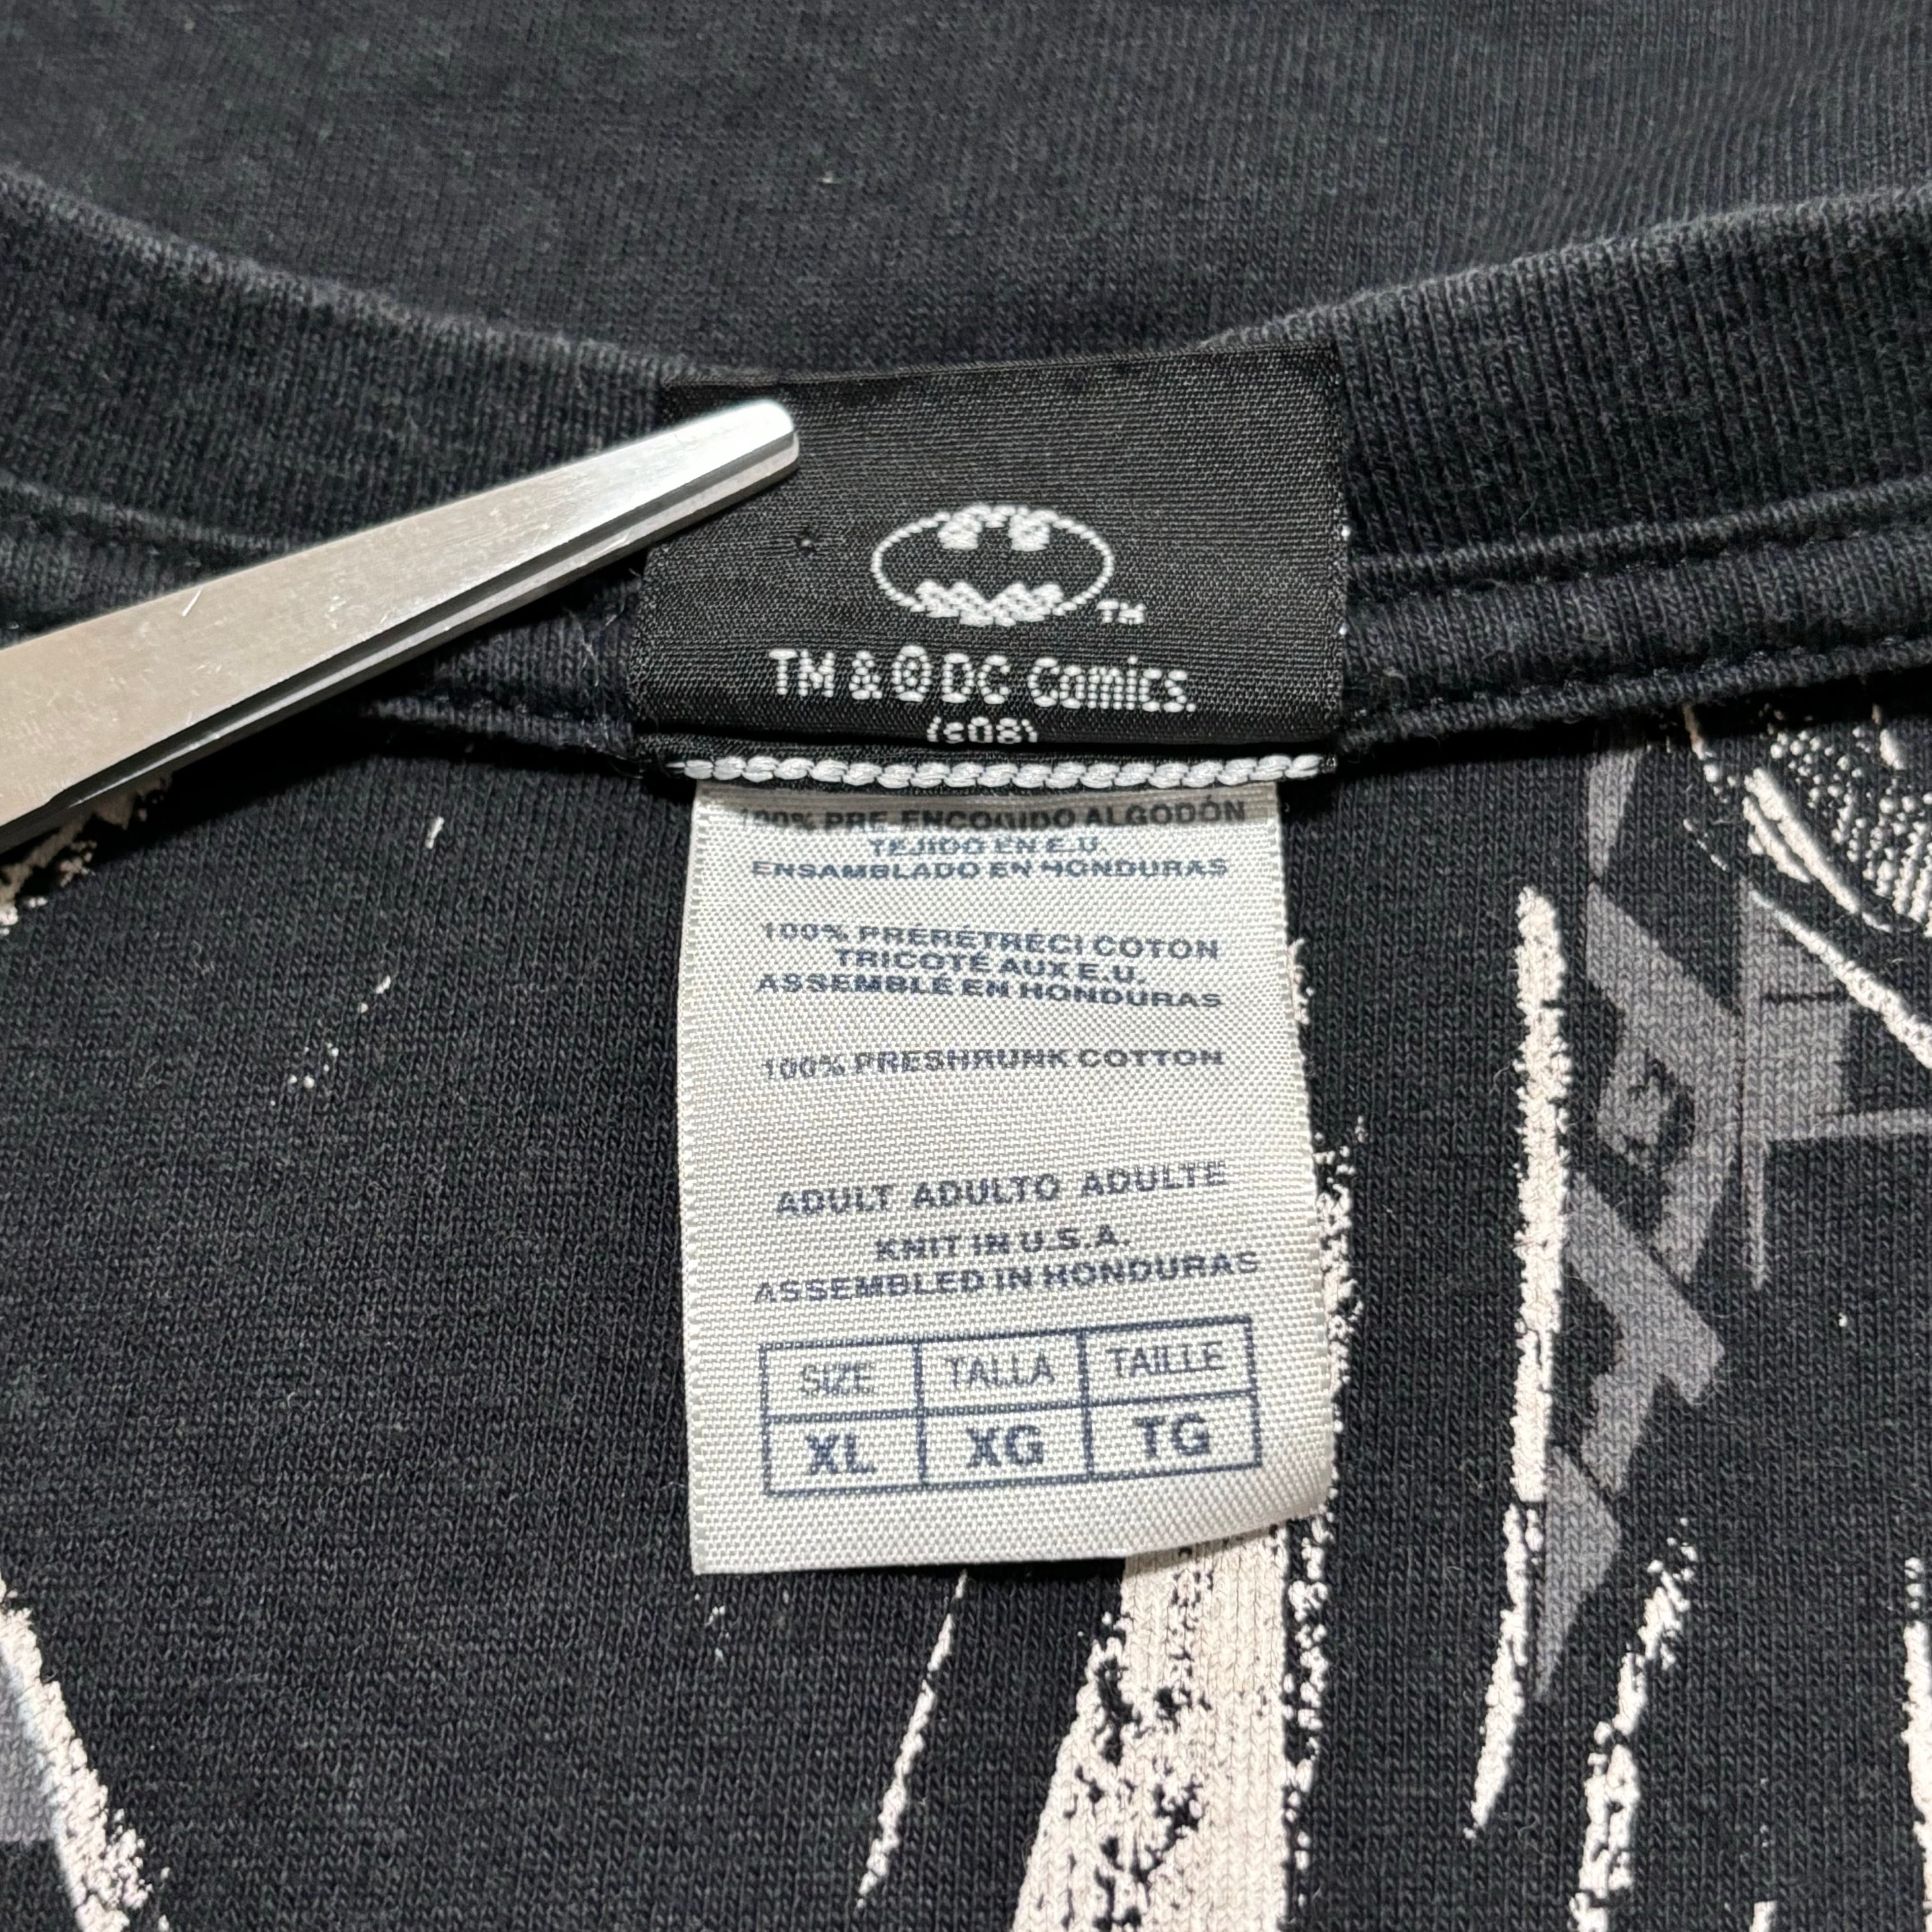 TM
TM & © DC Comics.
(s08)
100% PRE-ENCOGIDO ALGODÓN
TEJIDO EN E.U.
ENSAMBLADO EN HONDURAS
100% PRERÉTRÉCI COTON
TRICOTÉ AUX E.U.
ASSEMBLÉ EN HONDURAS
100% PRESHRUNK COTTON
ADULT ADULTO ADULTE
KNIT IN U.S.A.
ASSEMBLED IN HONDURAS
SIZE TALLA TAILLE
XL XG TG